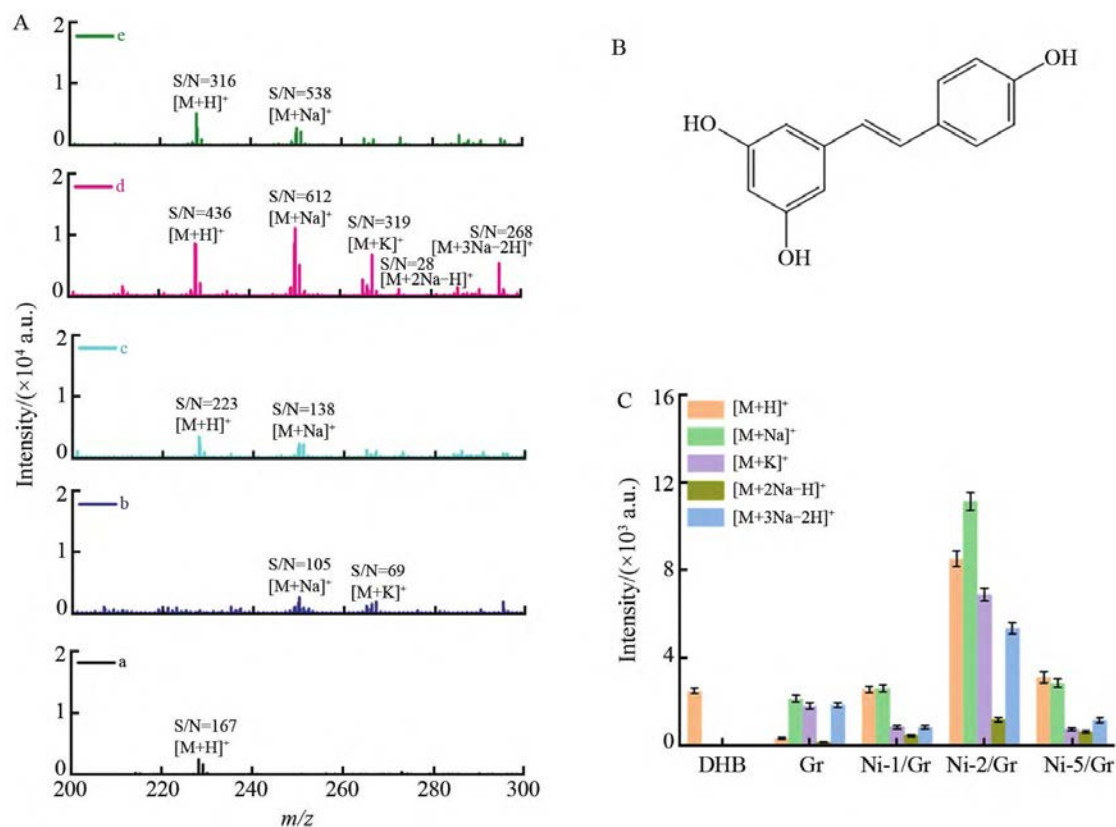 A
e
S/N=316
[M+H]⁺
S/N=538
[M+Na]⁺
2
1
0
d
S/N=436
[M+H]⁺
S/N=612
[M+Na]⁺
S/N=319
[M+K]⁺
S/N=28
[M+2Na−H]⁺
S/N=268
[M+3Na−2H]⁺
2
1
0
c
S/N=223
[M+H]⁺
S/N=138
[M+Na]⁺
2
1
0
b
S/N=105
[M+Na]⁺
S/N=69
[M+K]⁺
2
1
0
a
S/N=167
[M+H]⁺
2
1
0
200 220 240 260 280 300
m/z
Intensity/(×10⁴ a.u.)
B
OH
HO
OH
C
[M+H]⁺
[M+Na]⁺
[M+K]⁺
[M+2Na−H]⁺
[M+3Na−2H]⁺
16
12
8
4
0
Intensity/(×10³ a.u.)
DHB Gr Ni-1/Gr Ni-2/Gr Ni-5/Gr